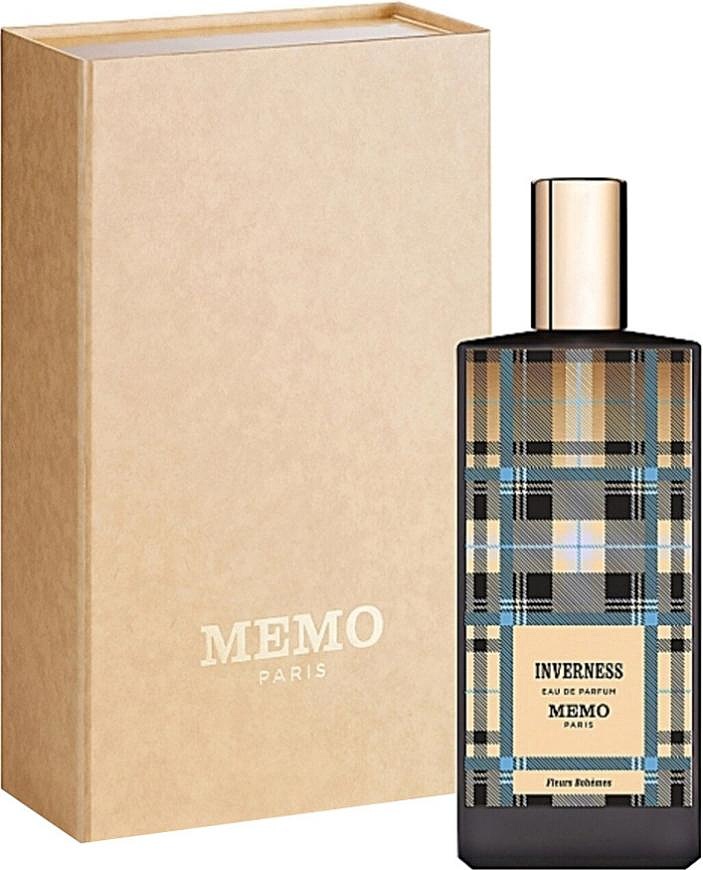 MEMO
PARIS
INVERNESS
EAU DE PARFUM
MEMO
PARIS
Fleurs Bohèmes